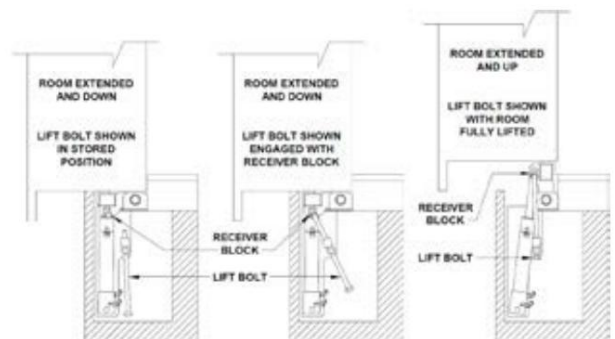 ROOM EXTENDED
AND DOWN
LIFT BOLT SHOWN
IN STORED
POSITION
ROOM EXTENDED
AND DOWN
LIFT BOLT SHOWN
ENGAGED WITH
RECEIVER BLOCK
ROOM EXTENDED
AND UP
LIFT BOLT SHOWN
WITH ROOM
FULLY LIFTED
RECEIVER
BLOCK
LIFT BOLT
RECEIVER
BLOCK
LIFT BOLT